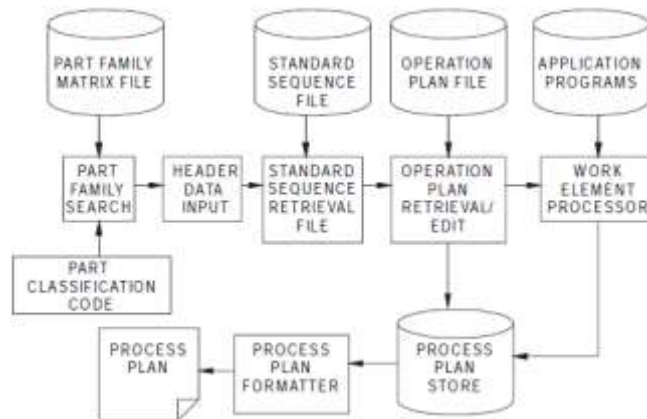 PART FAMILY
MATRIX FILE
STANDARD
SEQUENCE
FILE
OPERATION
PLAN FILE
APPLICATION
PROGRAMS
PART
FAMILY
SEARCH
HEADER
DATA
INPUT
STANDARD
SEQUENCE
RETRIEVAL
FILE
OPERATION
PLAN
RETRIEVAL/
EDIT
WORK
ELEMENT
PROCESSOR
PART
CLASSIFICATION
CODE
PROCESS
PLAN
PROCESS
PLAN
FORMATTER
PROCESS
PLAN
STORE